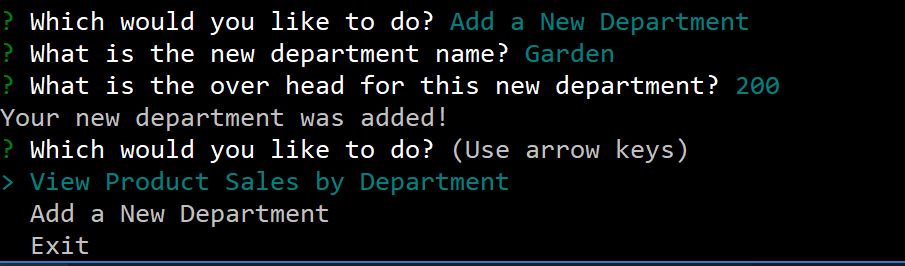 ? Which would you like to do? Add a New Department
? What is the new department name? Garden
? What is the over head for this new department? 200
Your new department was added!
? Which would you like to do? (Use arrow keys)
> View Product Sales by Department
  Add a New Department
  Exit